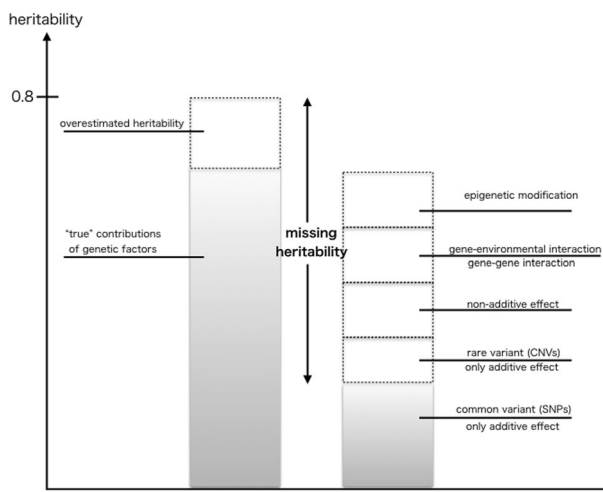 heritability
0.8
overestimated heritability
"true" contributions
of genetic factors
missing
heritability
epigenetic modification
gene-environmental interaction
gene-gene interaction
non-additive effect
rare variant (CNVs)
only additive effect
common variant (SNPs)
only additive effect